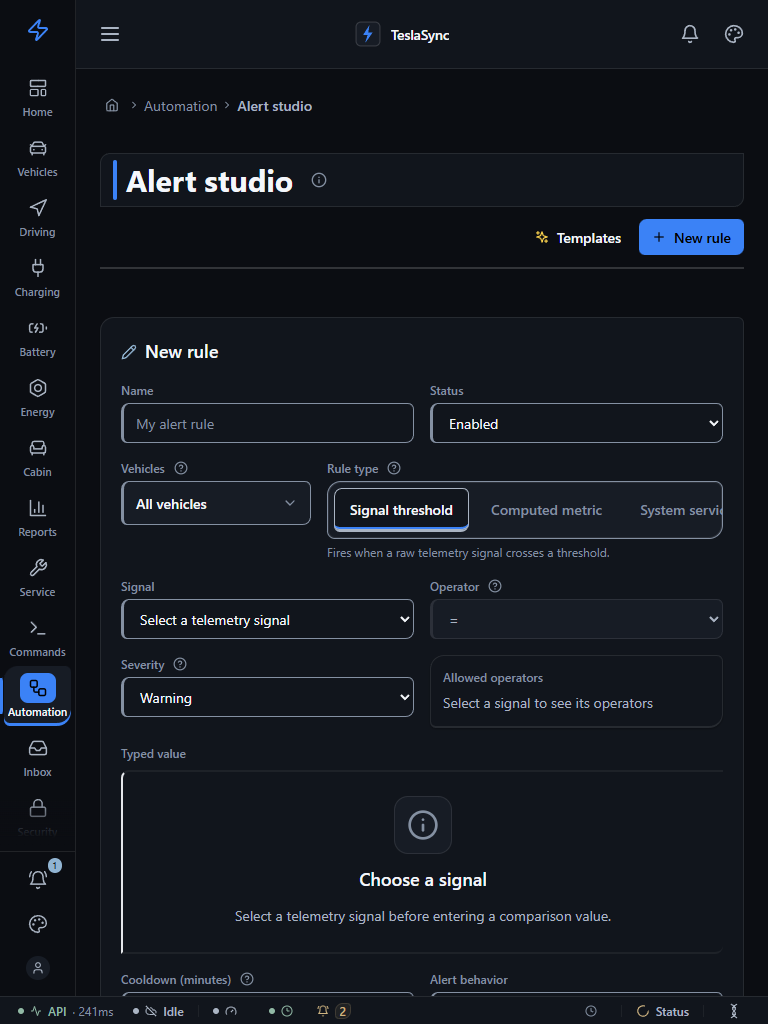 TeslaSync
Home
Vehicles
Driving
Charging
Battery
Energy
Cabin
Reports
Service
Commands
Automation
Inbox
Security
1
Automation
Alert studio
Alert studio
Templates
+ New rule
New rule
Name
Status
My alert rule
Enabled
Vehicles
Rule type
All vehicles
Signal threshold
Computed metric
System servi
Fires when a raw telemetry signal crosses a threshold.
Signal
Operator
Select a telemetry signal
=
Severity
Warning
Allowed operators
Select a signal to see its operators
Typed value
Choose a signal
Select a telemetry signal before entering a comparison value.
Cooldown (minutes)
Alert behavior
API · 241ms
Idle
2
Status